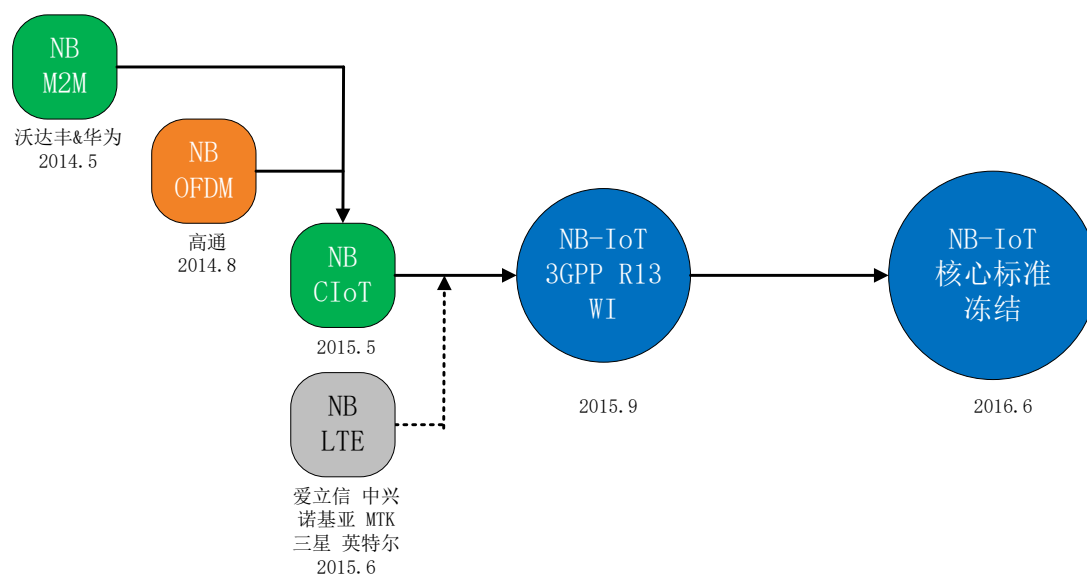 NB
M2M
沃达丰&华为
2014.5
NB
OFDM
高通
2014.8
NB
CIoT
2015.5
NB
LTE
爱立信 中兴
诺基亚 MTK
三星 英特尔
2015.6
NB-IoT
3GPP R13
WI
2015.9
NB-IoT
核心标准
冻结
2016.6